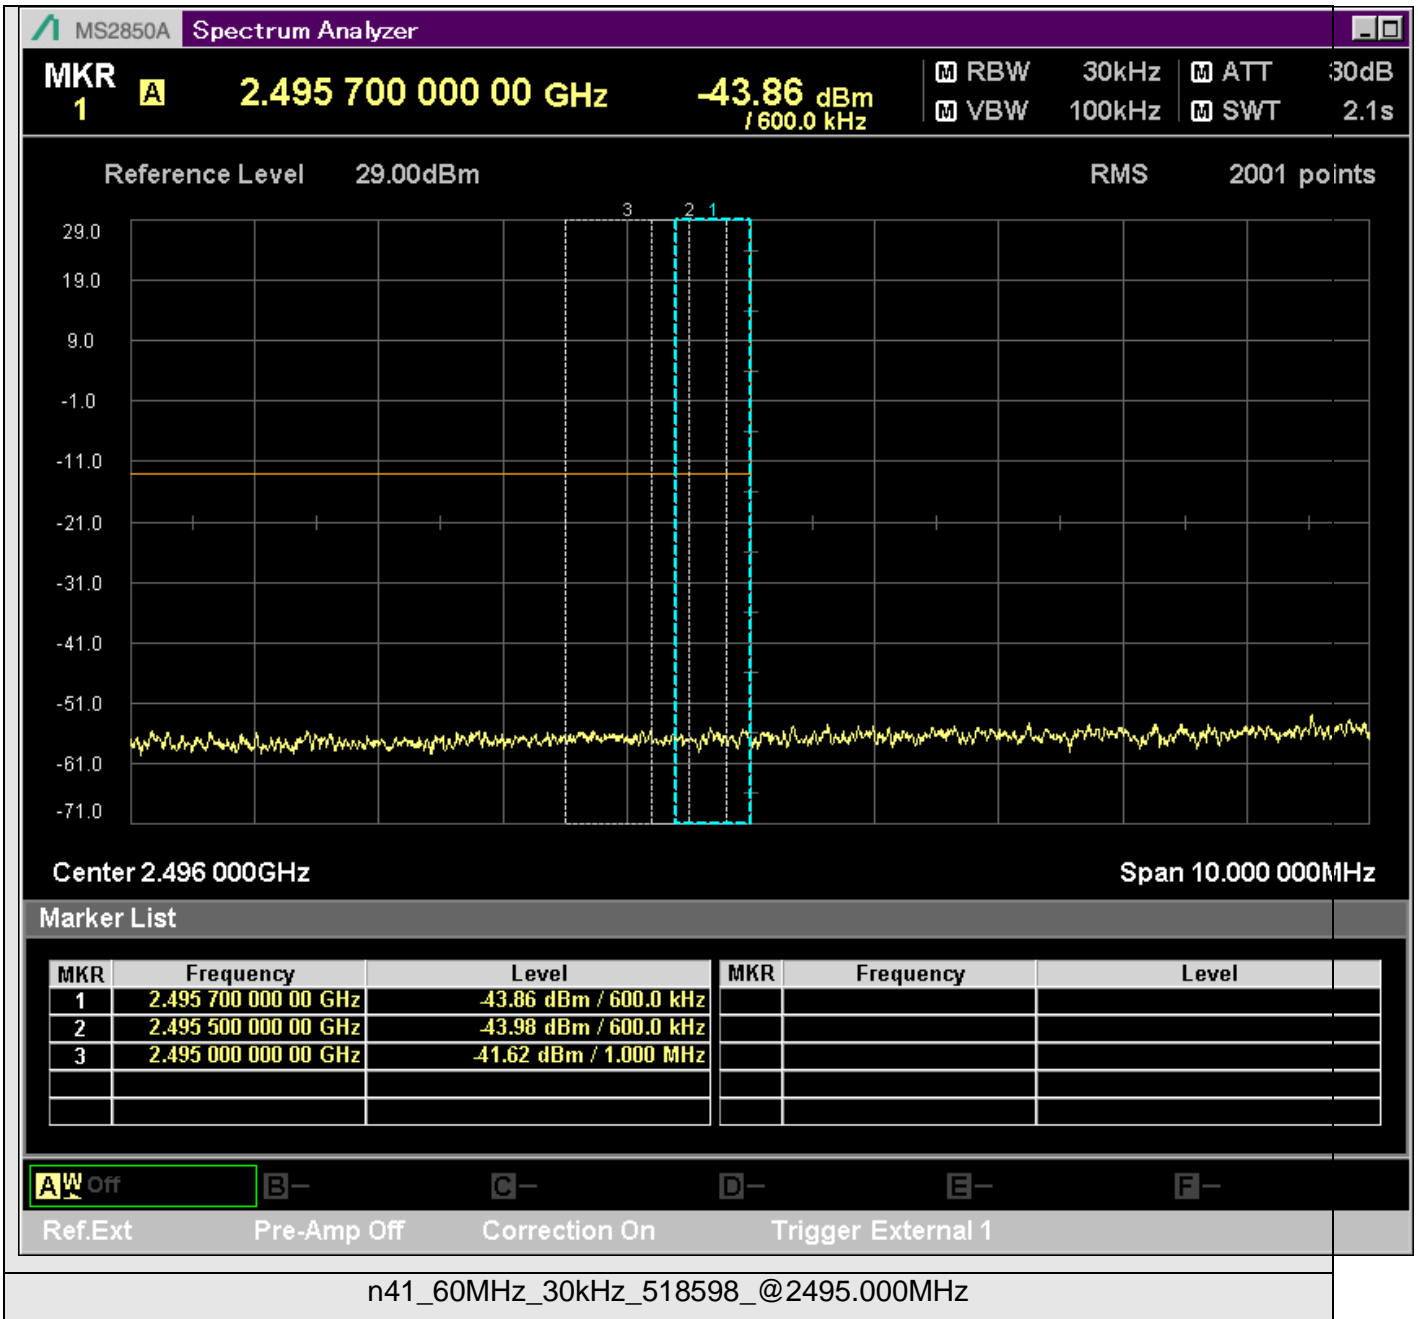 MS2850A Spectrum Analyzer
MKR 1 A 2.495 700 000 00 GHz -43.86 dBm / 600.0 kHz
M RBW 30kHz M ATT 30dB
M VBW 100kHz M SWT 2.1s
Reference Level 29.00dBm RMS 2001 points
3 2 1
29.0
19.0
9.0
-1.0
-11.0
-21.0
-31.0
-41.0
-51.0
-61.0
-71.0
Center 2.496 000GHz Span 10.000 000MHz
Marker List
MKR Frequency Level MKR Frequency Level
1 2.495 700 000 00 GHz -43.86 dBm / 600.0 kHz
2 2.495 500 000 00 GHz -43.98 dBm / 600.0 kHz
3 2.495 000 000 00 GHz -41.62 dBm / 1.000 MHz
A W Off B - C - D - E - F -
Ref.Ext Pre-Amp Off Correction On Trigger External 1
n41_60MHz_30kHz_518598_@2495.000MHz